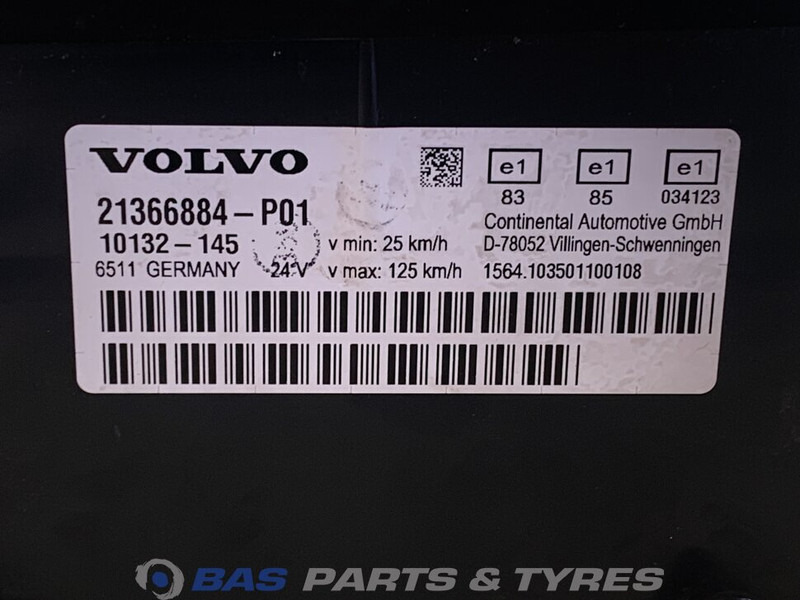 VOLVO
e1 e1 e1
83 85 034123
21366884-P01
Continental Automotive GmbH
10132-145 v min: 25 km/h D-78052 Villingen-Schwenningen
6511 GERMANY 24 V v max: 125 km/h 1564.103501100108
BAS PARTS & TYRES